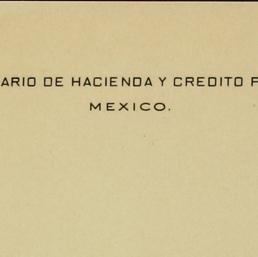 ARIO DE HACIENDA Y CREDITO P
MEXICO.